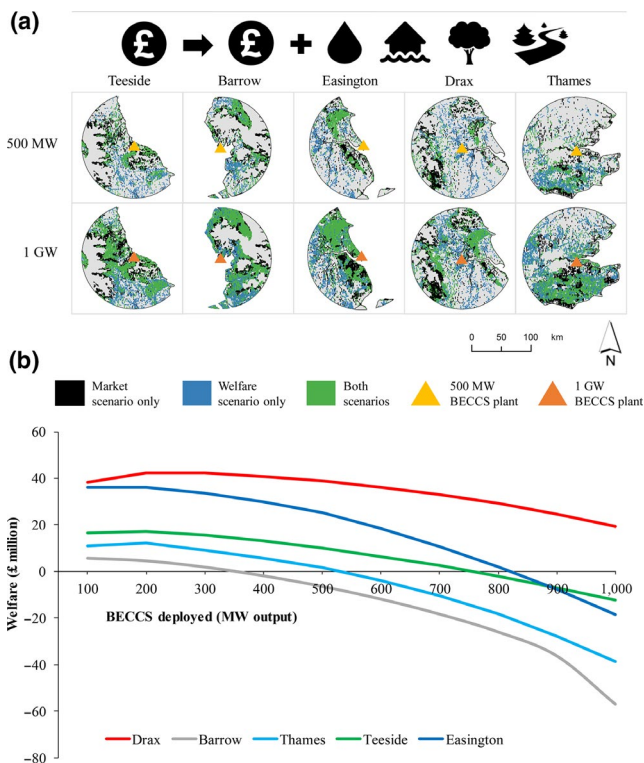 (a)
£ £
Teeside Barrow Easington Drax Thames
500 MW
1 GW
0 50 100 km
N
(b)
Market scenario only
Welfare scenario only
Both scenarios
500 MW BECCS plant
1 GW BECCS plant
60
40
20
0
−20
−40
−60
−80
Welfare (£ million)
100 200 300 400 500 600 700 800 900 1,000
BECCS deployed (MW output)
Drax Barrow Thames Teeside Easington